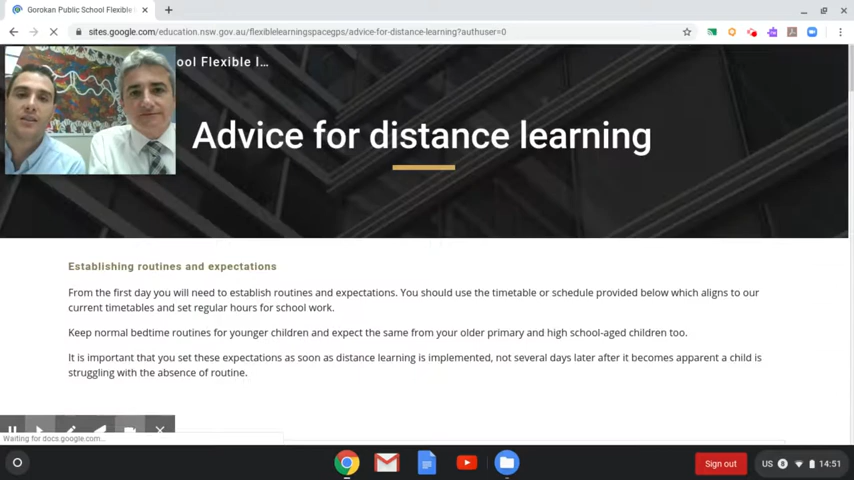 Gorokan Public School Flexible l
sites.google.com/education.nsw.gov.au/flexiblelearningspacegps/advice-for-distance-learning?authuser=0
ool Flexible l...
Advice for distance learning
Establishing routines and expectations
From the first day you will need to establish routines and expectations. You should use the timetable or schedule provided below which aligns to our
current timetables and set regular hours for school work.
Keep normal bedtime routines for younger children and expect the same from your older primary and high school-aged children too.
It is important that you set these expectations as soon as distance learning is implemented, not several days later after it becomes apparent a child is
struggling with the absence of routine.
Waiting for docs.google.com...
Sign out
US
8
14:51